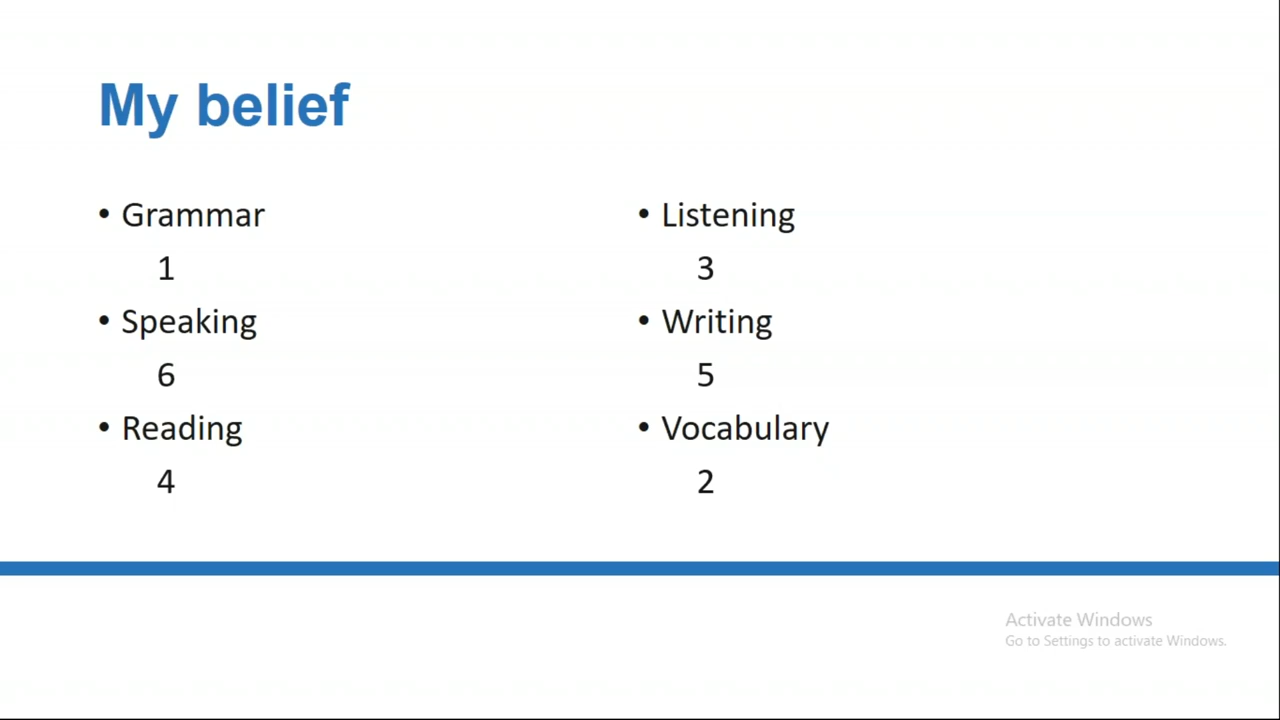 My belief
• Grammar
1
• Speaking
6
• Reading
4
• Listening
3
• Writing
5
• Vocabulary
2
Activate Windows
Go to Settings to activate Windows.